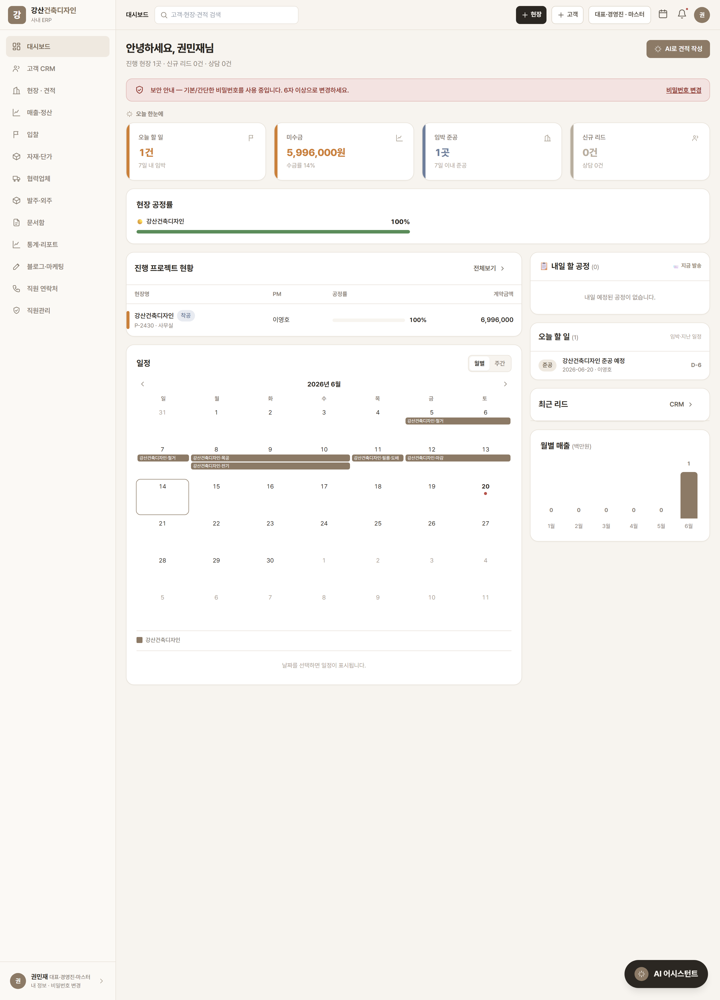 강
강산건축디자인
사내 ERP
대시보드
고객 CRM
현장 · 견적
매출·정산
입찰
자재·단가
협력업체
발주·외주
문서함
통계·리포트
블로그·마케팅
직원 연락처
직원관리
권
권민재 대표·경영진·마스터
내 정보 · 비밀번호 변경
대시보드
고객·현장·견적 검색
현장
고객
대표·경영진 · 마스터
권
안녕하세요, 권민재님
진행 현장 1곳 · 신규 리드 0건 · 상담 0건
AI로 견적 작성
보안 안내 — 기본/간단한 비밀번호를 사용 중입니다. 6자 이상으로 변경하세요.
비밀번호 변경
오늘 한눈에
오늘 할 일
1건
7일 내 임박
미수금
5,996,000원
수금률 14%
임박 준공
1곳
7일 이내 준공
신규 리드
0건
상담 0건
현장 공정률
강산건축디자인 100%
진행 프로젝트 현황 전체보기
현장명 PM 공정률 계약금액
강산건축디자인 착공
P-2430 · 사무실
이영호 100% 6,996,000
일정 월별 주간
2026년 6월
일 월 화 수 목 금 토
31 1 2 3 4 5 6
강산건축디자인·철거
7 8 9 10 11 12 13
강산건축디자인·철거 강산건축디자인·목공 강산건축디자인·필름·도배 강산건축디자인·마감
강산건축디자인·전기
14 15 16 17 18 19 20
21 22 23 24 25 26 27
28 29 30 1 2 3 4
5 6 7 8 9 10 11
강산건축디자인
날짜를 선택하면 일정이 표시됩니다.
내일 할 공정 (0) 지금 발송
내일 예정된 공정이 없습니다.
오늘 할 일 (1) 임박·지난 일정
준공
강산건축디자인 준공 예정
2026-06-20 · 이영호
D-6
최근 리드 CRM
월별 매출 (백만원)
1
0 0 0 0 0
1월 2월 3월 4월 5월 6월
AI 어시스턴트